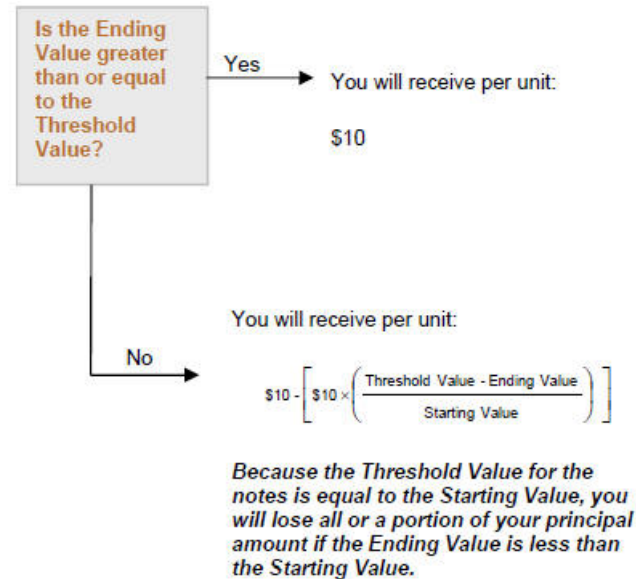 Is the Ending
Value greater
than or equal
to the
Threshold
Value?
Yes
You will receive per unit:
$10
No
You will receive per unit:
$10 - [ $10 × ( Threshold Value - Ending Value / Starting Value ) ]
Because the Threshold Value for the
notes is equal to the Starting Value, you
will lose all or a portion of your principal
amount if the Ending Value is less than
the Starting Value.